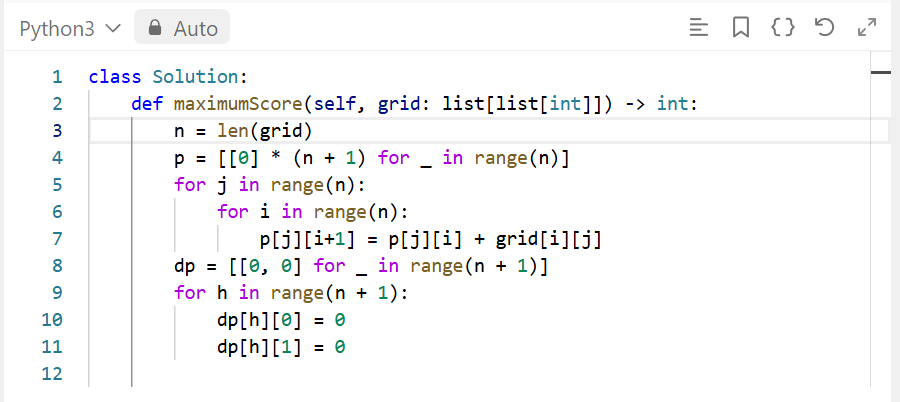 Python3 Auto {}
1 class Solution:
2     def maximumScore(self, grid: list[list[int]]) -> int:
3         n = len(grid)
4         p = [[0] * (n + 1) for _ in range(n)]
5         for j in range(n):
6             for i in range(n):
7                 p[j][i+1] = p[j][i] + grid[i][j]
8         dp = [[0, 0] for _ in range(n + 1)]
9         for h in range(n + 1):
10             dp[h][0] = 0
11             dp[h][1] = 0
12